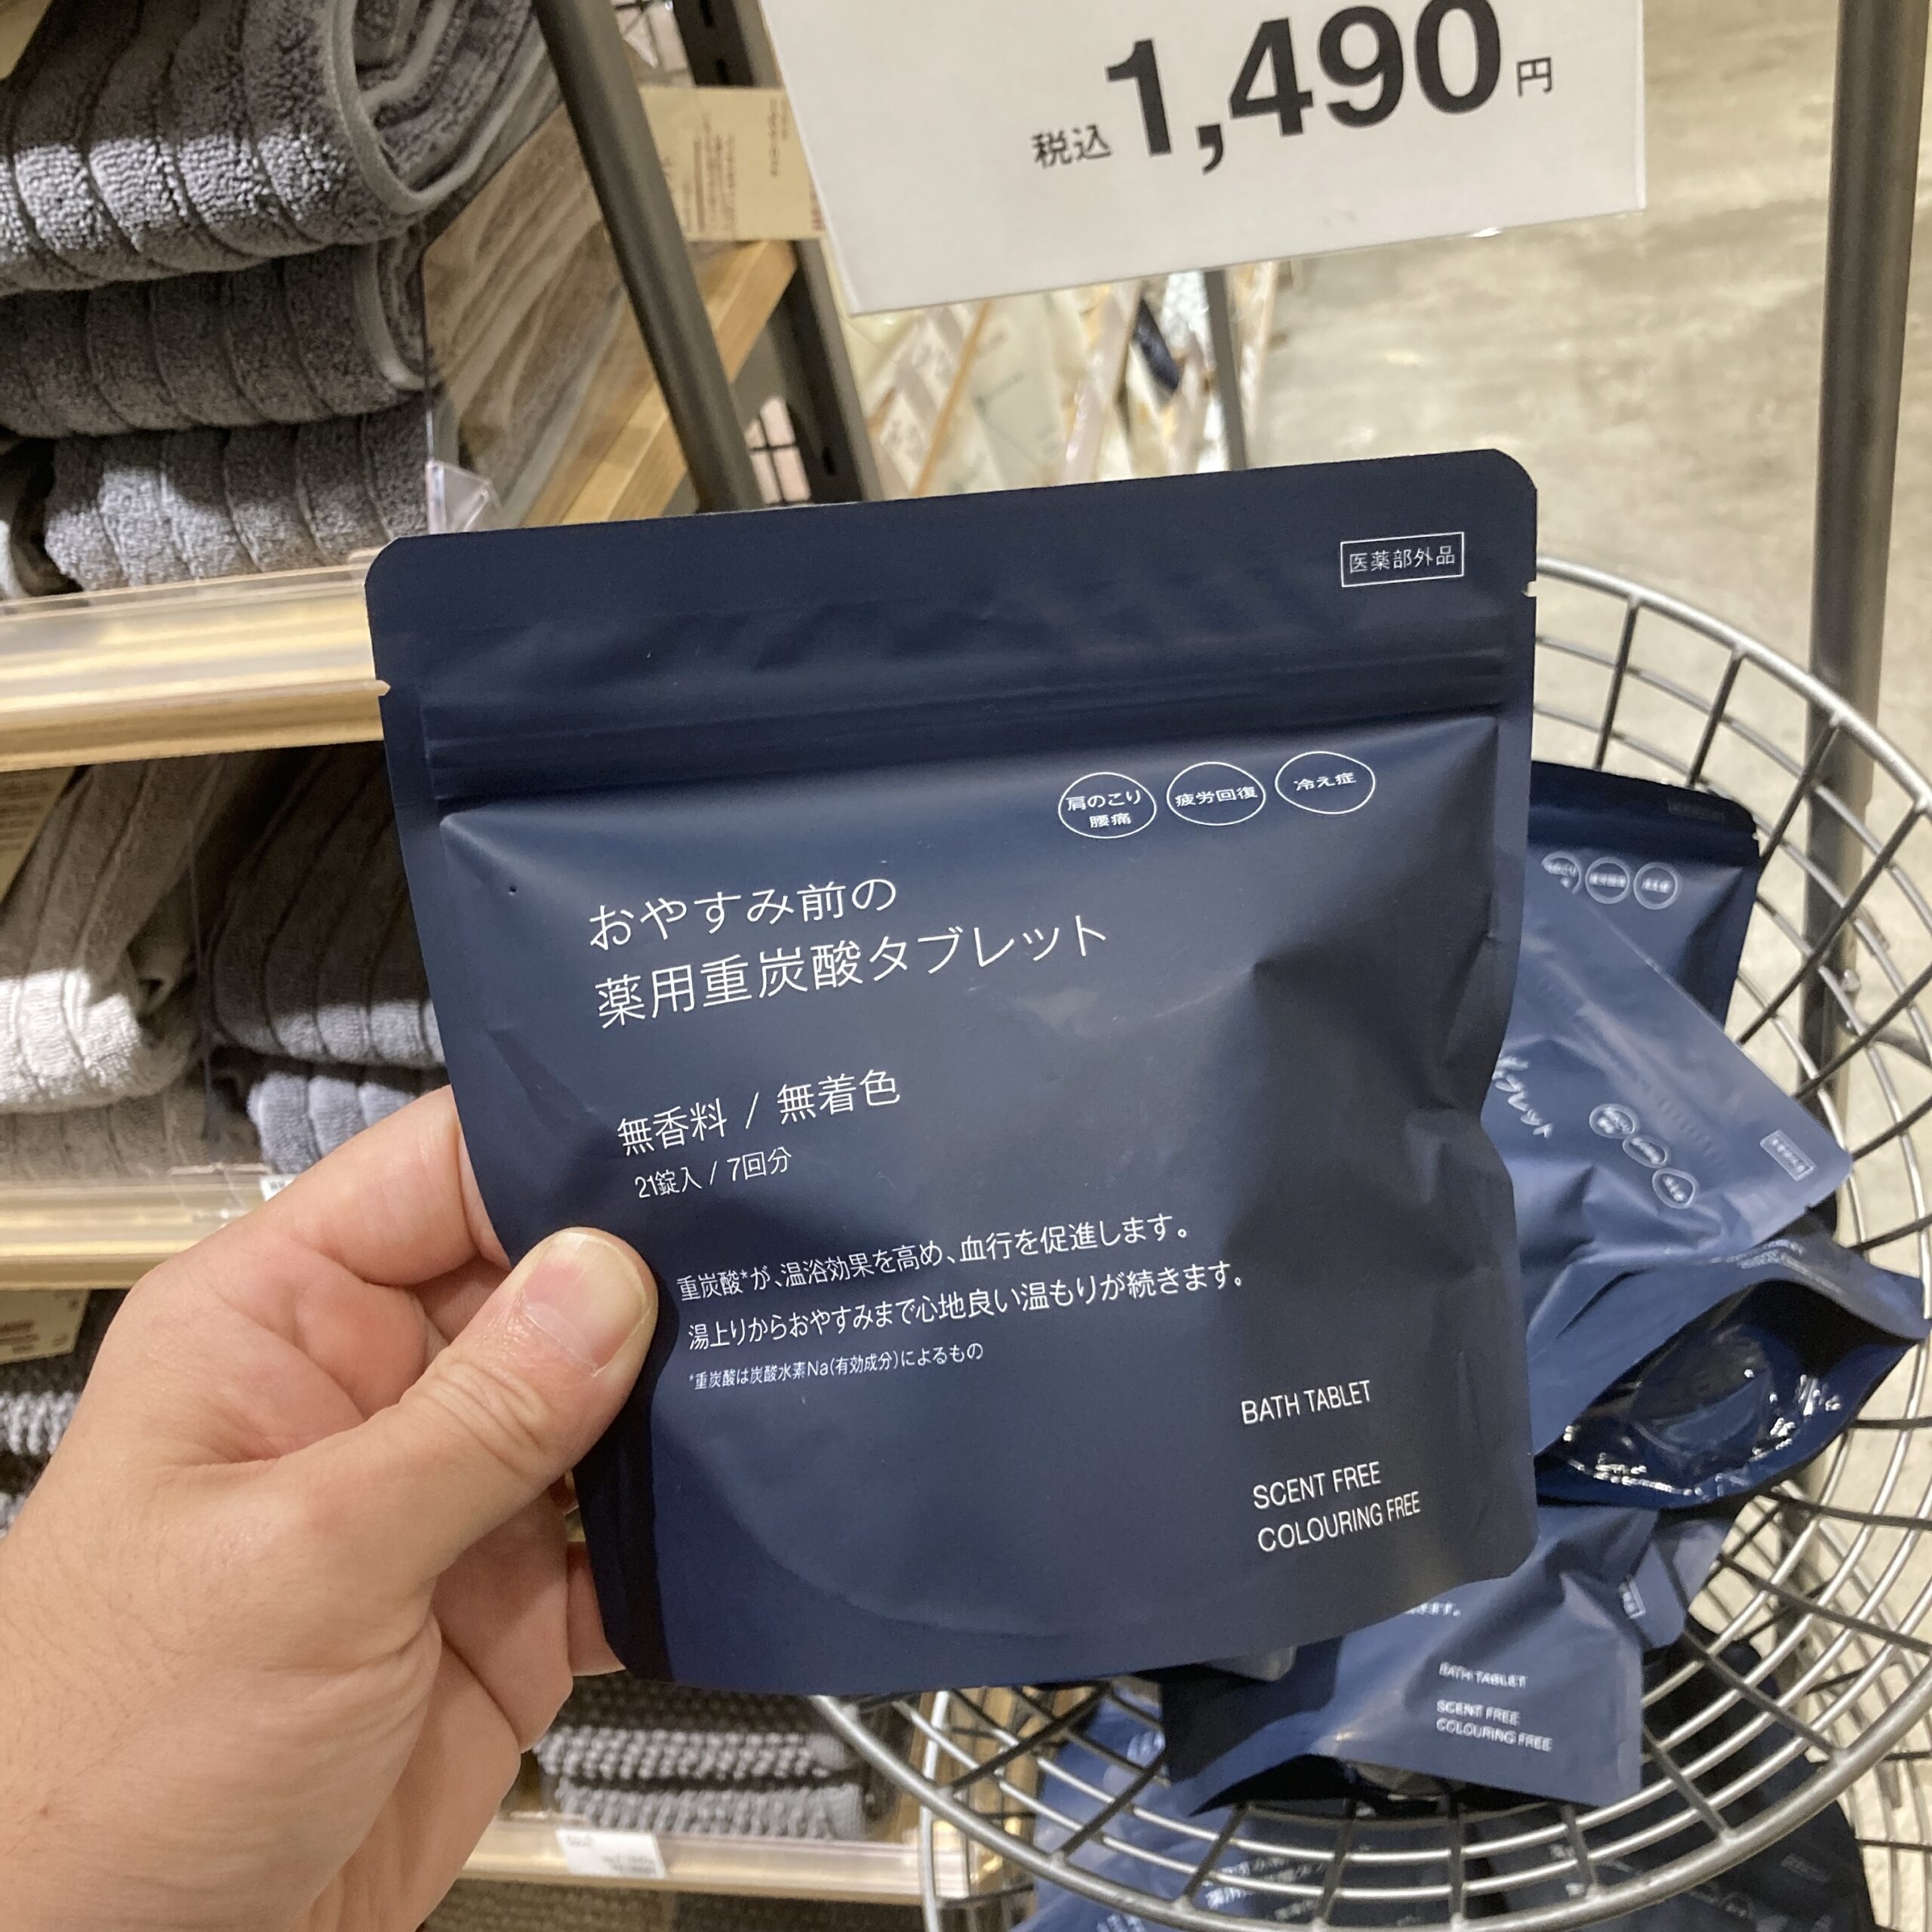 税込1,490円
医薬部外品
肩のこり
腰痛
疲労回復
冷え症
おやすみ前の
薬用重炭酸タブレット
無香料 / 無着色
21錠入 / 7回分
重炭酸*が、温浴効果を高め、血行を促進します。
湯上りからおやすみまで心地良い温もりが続きます。
*重炭酸は炭酸水素Na(有効成分)によるもの
BATH TABLET
SCENT FREE
COLOURING FREE
BATH TABLET
SCENT FREE
COLOURING FREE